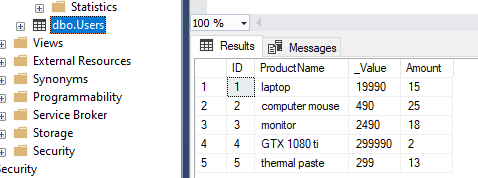 Statistics
dbo.Users
Views
External Resources
Synonyms
Programmability
Service Broker
Storage
Security
Security
100 %
Results Messages
ID ProductName _Value Amount
1 1 laptop 19990 15
2 2 computer mouse 490 25
3 3 monitor 2490 18
4 4 GTX 1080 ti 299990 2
5 5 thermal paste 299 13